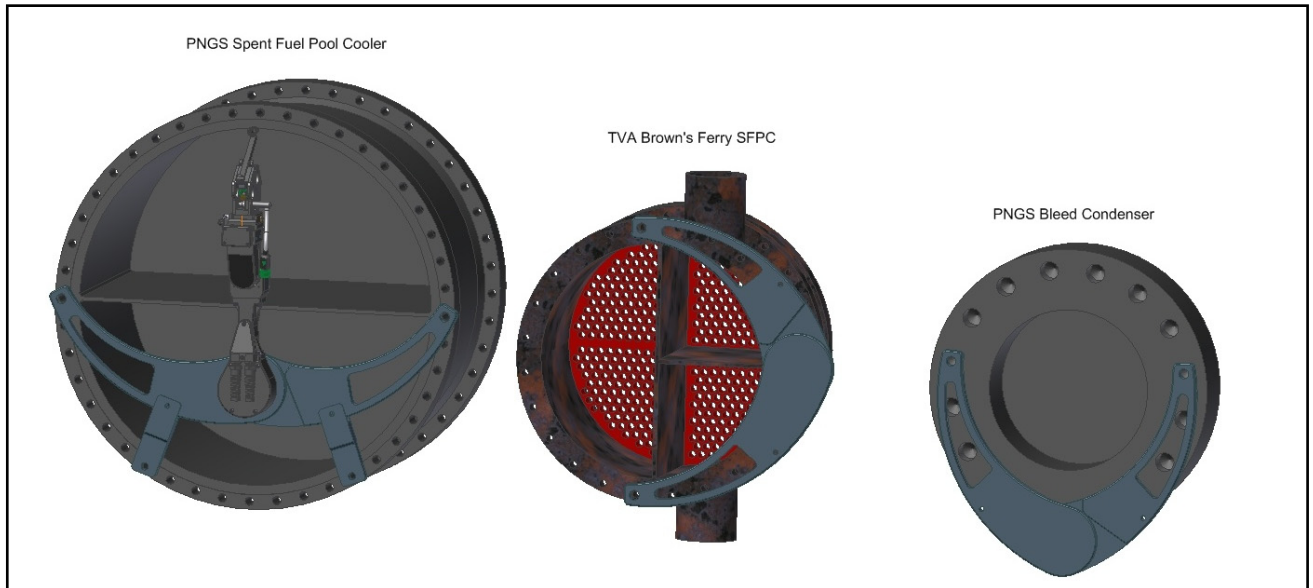 PNGS Spent Fuel Pool Cooler
TVA Brown's Ferry SFPC
PNGS Bleed Condenser